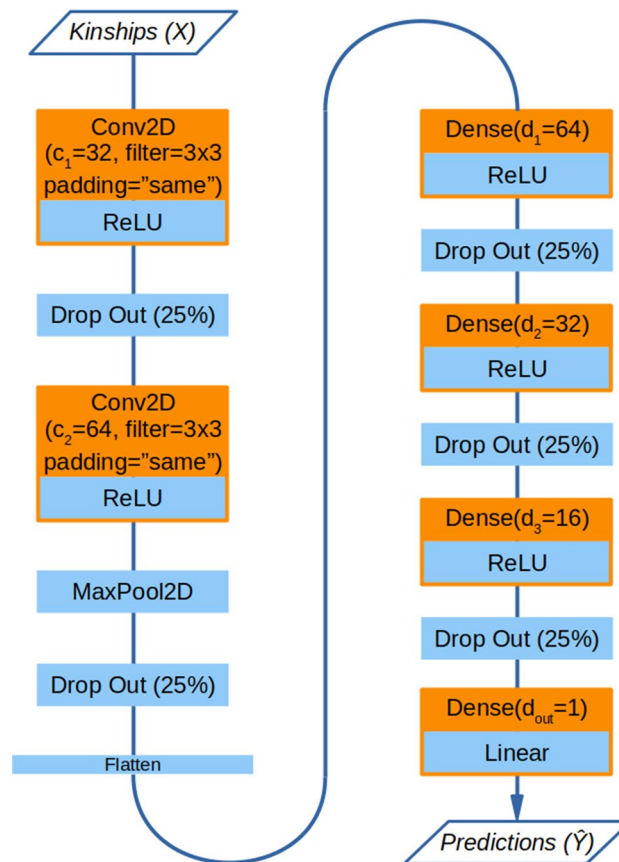 Kinships (X)
Conv2D
(c₁=32, filter=3x3
padding=”same”)
ReLU
Drop Out (25%)
Conv2D
(c₂=64, filter=3x3
padding=”same”)
ReLU
MaxPool2D
Drop Out (25%)
Flatten
Dense(d₁=64)
ReLU
Drop Out (25%)
Dense(d₂=32)
ReLU
Drop Out (25%)
Dense(d₃=16)
ReLU
Drop Out (25%)
Dense(dout=1)
Linear
Predictions (Ŷ)